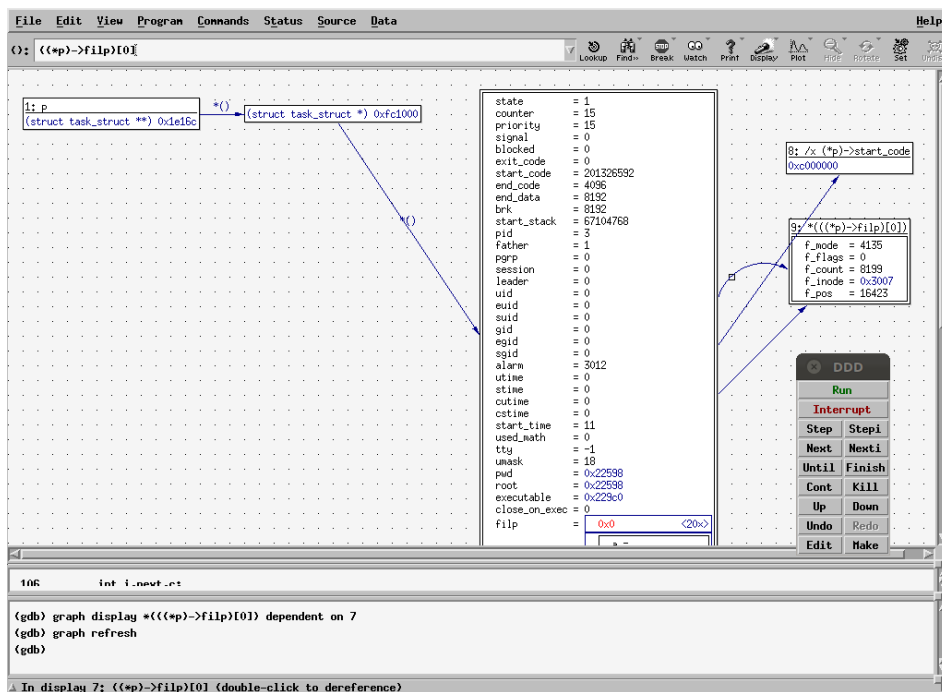 File Edit View Program Commands Status Source Data Help
(): ((*p)->filp)[0]
Lookup Find» Break Watch Print Display Plot Hide Rotate Set Undis
1: p
(struct task_struct **) 0x1e16c
*()
(struct task_struct *) 0xfc1000
*()
state = 1
counter = 15
priority = 15
signal = 0
blocked = 0
exit_code = 0
start_code = 201326592
end_code = 4096
end_data = 8192
brk = 8192
start_stack = 67104768
pid = 3
father = 1
pgrp = 0
session = 0
leader = 0
uid = 0
euid = 0
suid = 0
gid = 0
egid = 0
sgid = 0
alarm = 3012
utime = 0
stime = 0
cutime = 0
cstime = 0
start_time = 11
used_math = 0
tty = -1
umask = 18
pwd = 0x22598
root = 0x22598
executable = 0x229c0
close_on_exec = 0
filp = 0x0 <20x>
8: /x (*p)->start_code
0xc000000
9: *(((*p)->filp)[0])
f_mode = 4135
f_flags = 0
f_count = 8199
f_inode = 0x3007
f_pos = 16423
DDD
Run
Interrupt
Step Stepi
Next Nexti
Until Finish
Cont Kill
Up Down
Undo Redo
Edit Make
106 int i,next,c;
(gdb) graph display *(((*p)->filp)[0]) dependent on 7
(gdb) graph refresh
(gdb)
In display 7: ((*p)->filp)[0] (double-click to dereference)